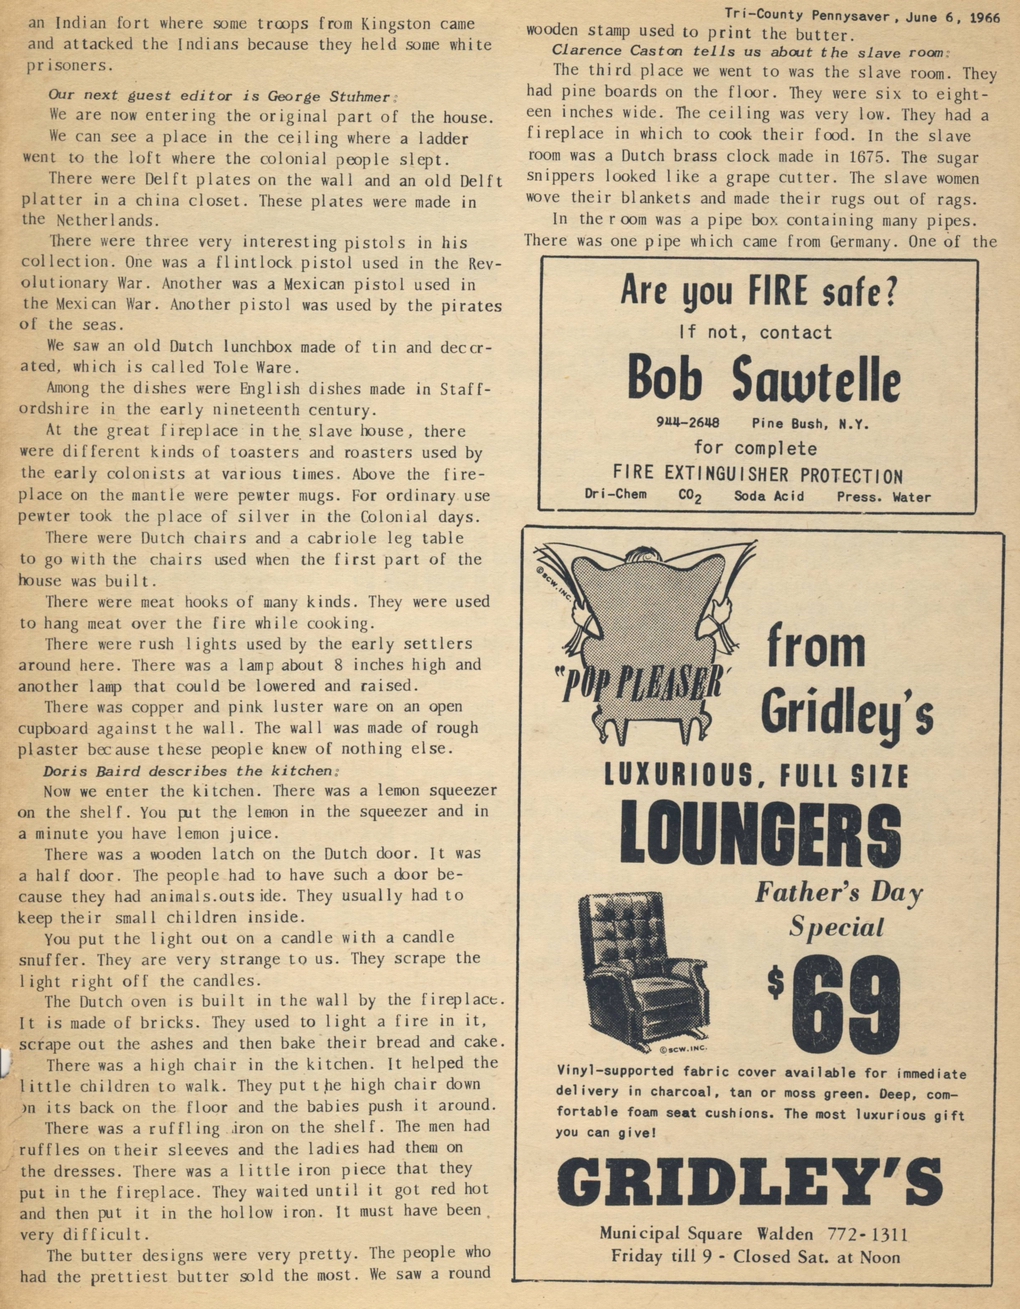 Tri-County Pennysaver, June 6, 1966
an Indian fort where some troops from Kingston came
and attacked the Indians because they held some white
prisoners.
Our next guest editor is George Stuhmer:
We are now entering the original part of the house.
We can see a place in the ceiling where a ladder
went to the loft where the colonial people slept.
There were Delft plates on the wall and an old Delft
platter in a china closet. These plates were made in
the Netherlands.
There were three very interesting pistols in his
collection. One was a flintlock pistol used in the Rev-
olutionary War. Another was a Mexican pistol used in
the Mexican War. Another pistol was used by the pirates
of the seas.
We saw an old Dutch lunchbox made of tin and decor-
ated, which is called Tole Ware.
Among the dishes were English dishes made in Staff-
ordshire in the early nineteenth century.
At the great fireplace in the slave house, there
were different kinds of toasters and roasters used by
the early colonists at various times. Above the fire-
place on the mantle were pewter mugs. For ordinary use
pewter took the place of silver in the Colonial days.
There were Dutch chairs and a cabriole leg table
to go with the chairs used when the first part of the
house was built.
There were meat hooks of many kinds. They were used
to hang meat over the fire while cooking.
There were rush lights used by the early settlers
around here. There was a lamp about 8 inches high and
another lamp that could be lowered and raised.
There was copper and pink luster ware on an open
cupboard against the wall. The wall was made of rough
plaster because these people knew of nothing else.
Doris Baird describes the kitchen:
Now we enter the kitchen. There was a lemon squeezer
on the shelf. You put the lemon in the squeezer and in
a minute you have lemon juice.
There was a wooden latch on the Dutch door. It was
a half door. The people had to have such a door be-
cause they had animals.outside. They usually had to
keep their small children inside.
You put the light out on a candle with a candle
snuffer. They are very strange to us. They scrape the
light right off the candles.
The Dutch oven is built in the wall by the fireplace.
It is made of bricks. They used to light a fire in it,
scrape out the ashes and then bake their bread and cake.
There was a high chair in the kitchen. It helped the
little children to walk. They put the high chair down
on its back on the floor and the babies push it around.
There was a ruffling iron on the shelf. The men had
ruffles on their sleeves and the ladies had them on
the dresses. There was a little iron piece that they
put in the fireplace. They waited until it got red hot
and then put it in the hollow iron. It must have been
very difficult.
The butter designs were very pretty. The people who
had the prettiest butter sold the most. We saw a round
wooden stamp used to print the butter.
Clarence Caston tells us about the slave room:
The third place we went to was the slave room. They
had pine boards on the floor. They were six to eight-
een inches wide. The ceiling was very low. They had a
fireplace in which to cook their food. In the slave
room was a Dutch brass clock made in 1675. The sugar
snippers looked like a grape cutter. The slave women
wove their blankets and made their rugs out of rags.
In the room was a pipe box containing many pipes.
There was one pipe which came from Germany. One of the
Are you FIRE safe?
If not, contact
Bob Sawtelle
944-2648 Pine Bush, N.Y.
for complete
FIRE EXTINGUISHER PROTECTION
Dri-Chem CO2 Soda Acid Press. Water
©SCW, INC.
"POP PLEASER'
from
Gridley's
LUXURIOUS, FULL SIZE
LOUNGERS
Father's Day
Special
$69
©SCW. INC.
Vinyl-supported fabric cover available for immediate
delivery in charcoal, tan or moss green. Deep, com-
fortable foam seat cushions. The most luxurious gift
you can give!
GRIDLEY'S
Municipal Square Walden 772-1311
Friday till 9 - Closed Sat. at Noon